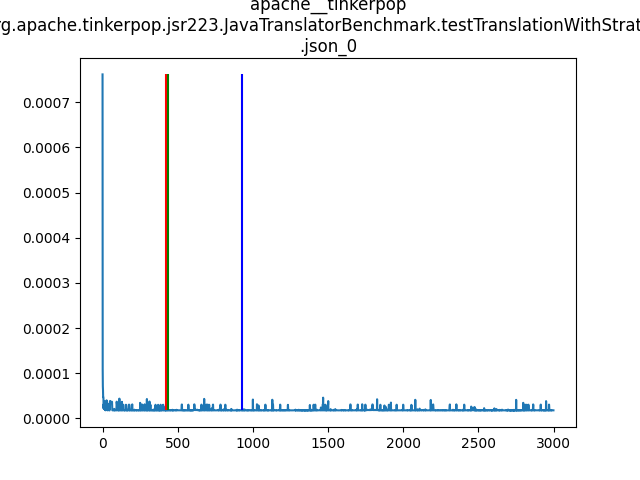 apache__tinkerpop
rg.apache.tinkerpop.jsr223.JavaTranslatorBenchmark.testTranslationWithStrat
.json_0
0.0007
0.0006
0.0005
0.0004
0.0003
0.0002
0.0001
0.0000
0 500 1000 1500 2000 2500 3000